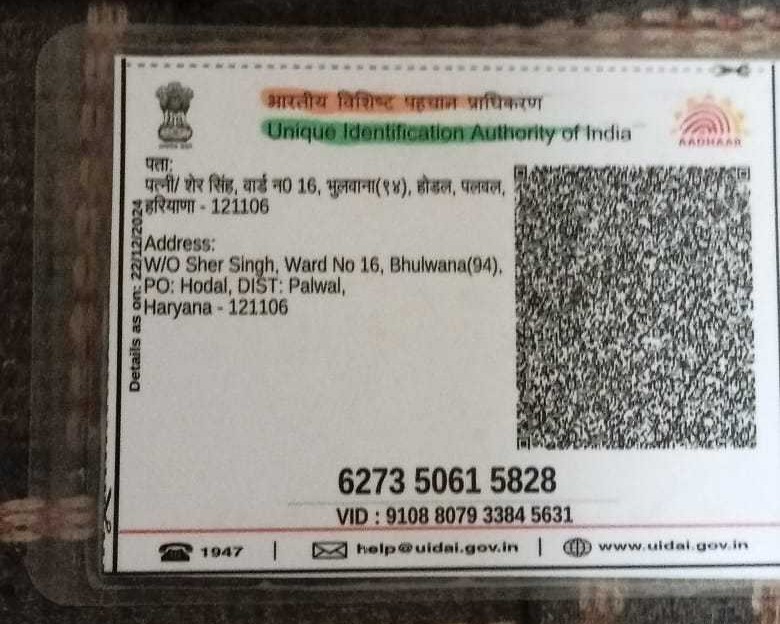 भारतीय विशिष्ट पहचान प्राधिकरण
Unique Identification Authority of India
AADHAAR
पता:
पत्नी/ शेर सिंह, वार्ड न0 16, भुलवाना(९४), होडल, पलवल,
हरियाणा - 121106
Address:
W/O Sher Singh, Ward No 16, Bhulwana(94),
PO: Hodal, DIST: Palwal,
Haryana - 121106
Details as on: 22/12/2024
6273 5061 5828
VID : 9108 8079 3384 5631
1947 | help@uidai.gov.in | www.uidai.gov.in